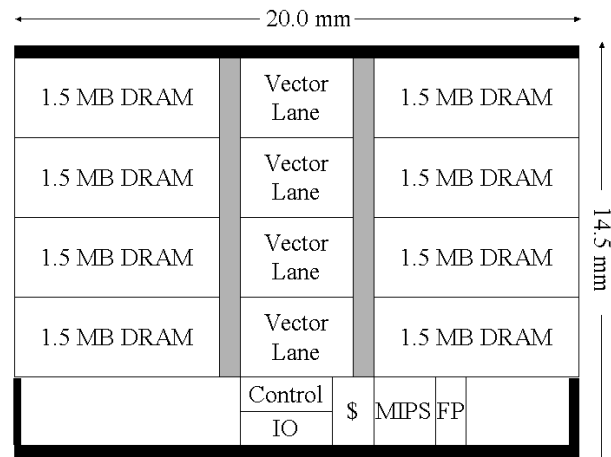 20.0 mm
1.5 MB DRAM
Vector
Lane
1.5 MB DRAM
1.5 MB DRAM
Vector
Lane
1.5 MB DRAM
1.5 MB DRAM
Vector
Lane
1.5 MB DRAM
1.5 MB DRAM
Vector
Lane
1.5 MB DRAM
14.5 mm
Control
IO
$
MIPS
FP